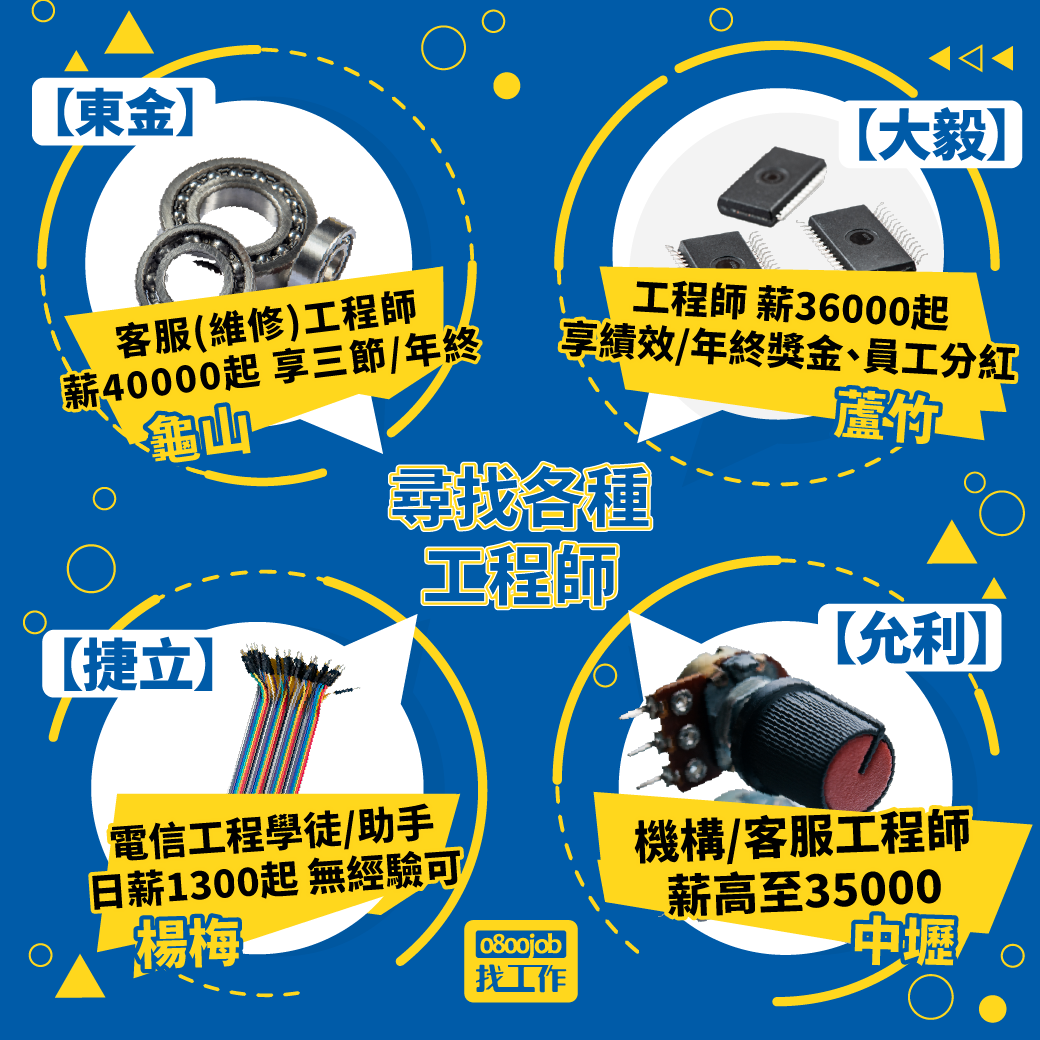 【東金】
客服(維修)工程師
薪40000起 享三節/年終
龜山
【大毅】
工程師 薪36000起
享績效/年終獎金、員工分紅
蘆竹
尋找各種
工程師
【捷立】
電信工程學徒/助手
日薪1300起 無經驗可
楊梅
【允利】
機構/客服工程師
薪高至35000
中壢
0800job
找工作